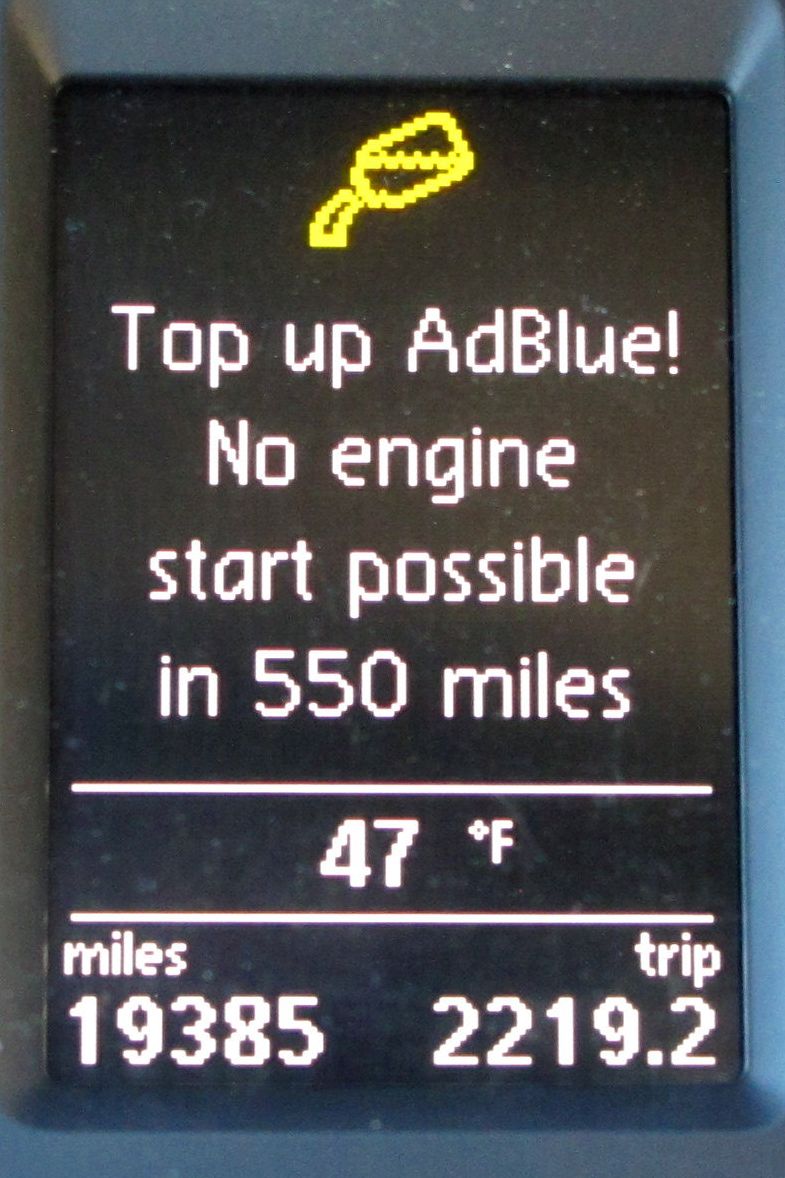 Top up AdBlue!
No engine
start possible
in 550 miles
47 °F
miles trip
19385 2219.2